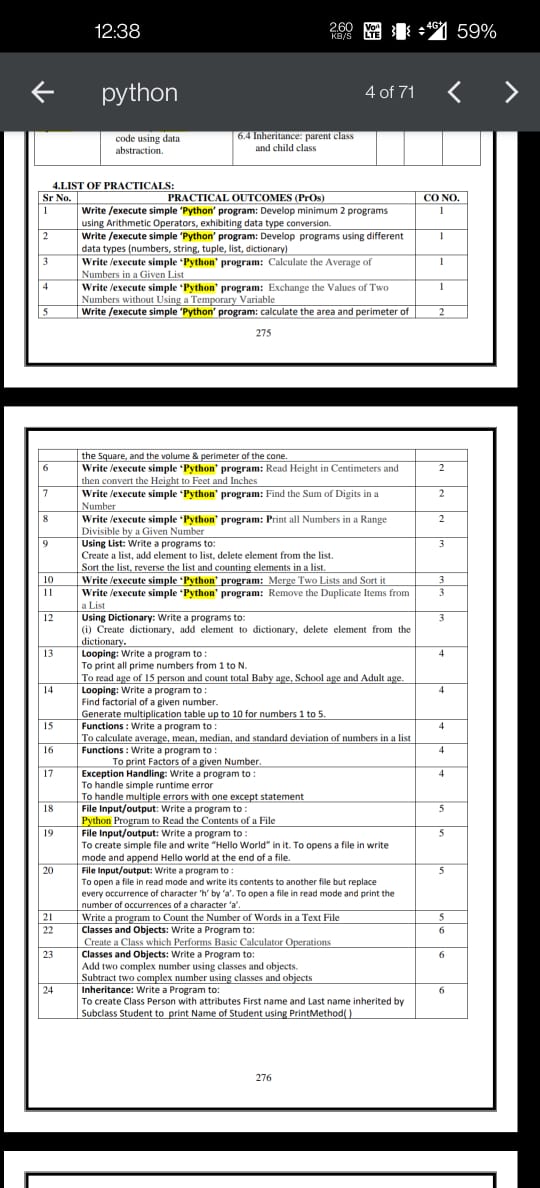 12:38
2.60 KB/S Vo LTE 4G 59%
python
4 of 71
code using data
abstraction.
6.4 Inheritance: parent class
and child class
4.LIST OF PRACTICALS:
Sr No. PRACTICAL OUTCOMES (PrOs) CO NO.
1 Write /execute simple ‘Python’ program: Develop minimum 2 programs 1
using Arithmetic Operators, exhibiting data type conversion.
2 Write /execute simple ‘Python’ program: Develop programs using different 1
data types (numbers, string, tuple, list, dictionary)
3 Write /execute simple ‘Python’ program: Calculate the Average of 1
Numbers in a Given List
4 Write /execute simple ‘Python’ program: Exchange the Values of Two 1
Numbers without Using a Temporary Variable
5 Write /execute simple ‘Python’ program: calculate the area and perimeter of 2
275
the Square, and the volume & perimeter of the cone.
6 Write /execute simple ‘Python’ program: Read Height in Centimeters and 2
then convert the Height to Feet and Inches
7 Write /execute simple ‘Python’ program: Find the Sum of Digits in a 2
Number
8 Write /execute simple ‘Python’ program: Print all Numbers in a Range 2
Divisible by a Given Number
9 Using List: Write a programs to: 3
Create a list, add element to list, delete element from the list.
Sort the list, reverse the list and counting elements in a list.
10 Write /execute simple ‘Python’ program: Merge Two Lists and Sort it 3
11 Write /execute simple ‘Python’ program: Remove the Duplicate Items from 3
a List
12 Using Dictionary: Write a programs to: 3
(i) Create dictionary, add element to dictionary, delete element from the
dictionary.
13 Looping: Write a program to : 4
To print all prime numbers from 1 to N.
To read age of 15 person and count total Baby age, School age and Adult age.
14 Looping: Write a program to : 4
Find factorial of a given number.
Generate multiplication table up to 10 for numbers 1 to 5.
15 Functions : Write a program to : 4
To calculate average, mean, median, and standard deviation of numbers in a list
16 Functions : Write a program to : 4
To print Factors of a given Number.
17 Exception Handling: Write a program to : 4
To handle simple runtime error
To handle multiple errors with one except statement
18 File Input/output: Write a program to : 5
Python Program to Read the Contents of a File
19 File Input/output: Write a program to : 5
To create simple file and write "Hello World" in it. To opens a file in write
mode and append Hello world at the end of a file.
20 File Input/output: Write a program to : 5
To open a file in read mode and write its contents to another file but replace
every occurrence of character ‘h’ by ‘a’. To open a file in read mode and print the
number of occurrences of a character ‘a’.
21 Write a program to Count the Number of Words in a Text File 5
22 Classes and Objects: Write a Program to: 6
Create a Class which Performs Basic Calculator Operations
23 Classes and Objects: Write a Program to: 6
Add two complex number using classes and objects.
Subtract two complex number using classes and objects
24 Inheritance: Write a Program to: 6
To create Class Person with attributes First name and Last name inherited by
Subclass Student to print Name of Student using PrintMethod( )
276